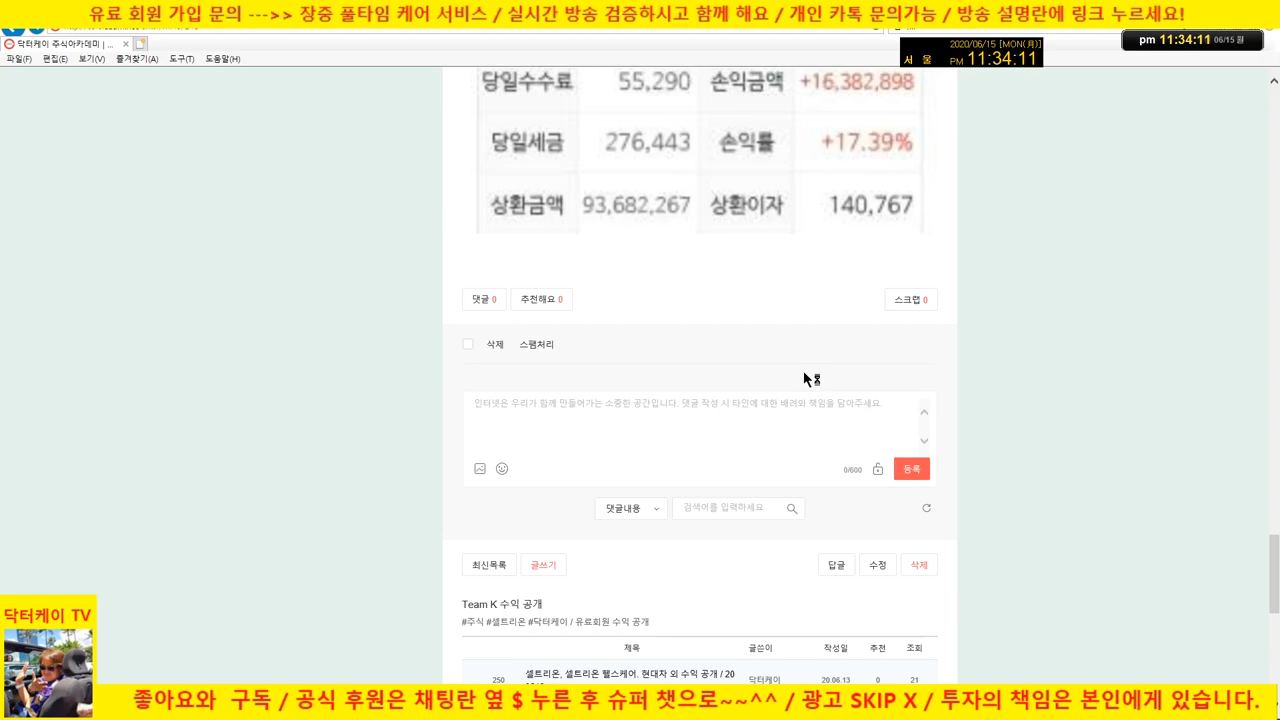 유료 회원 가입 문의 --->> 장중 풀타임 케어 서비스 / 실시간 방송 검증하시고 함께 해요 / 개인 카톡 문의가능 / 방송 설명란에 링크 누르세요!
닥터케이 주식아카데미 | ...
2020/06/15 [MON(月)]
서 울 PM 11:34:11
pm 11:34:11 06/15 월
파일(F) 편집(E) 보기(V) 즐겨찾기(A) 도구(T) 도움말(H)
당일수수료 55,290 손익금액 +16,382,898
당일세금 276,443 손익률 +17.39%
상환금액 93,682,267 상환이자 140,767
댓글 0 추천해요 0 스크랩 0
삭제 스팸처리
인터넷은 우리가 함께 만들어가는 소중한 공간입니다. 댓글 작성 시 타인에 대한 배려와 책임을 담아주세요.
0/600 등록
댓글내용 검색어를 입력하세요
최신목록 글쓰기 답글 수정 삭제
Team K 수익 공개
#주식 #셀트리온 #닥터케이 / 유료회원 수익 공개
제목 글쓴이 작성일 추천 조회
250 셀트리온, 셀트리온 헬스케어. 현대차 외 수익 공개 / 20 닥터케이 20.06.13 0 21
닥터케이 TV
좋아요와 구독 / 공식 후원은 채팅란 옆 $ 누른 후 슈퍼 챗으로~~^^ / 광고 SKIP X / 투자의 책임은 본인에게 있습니다.